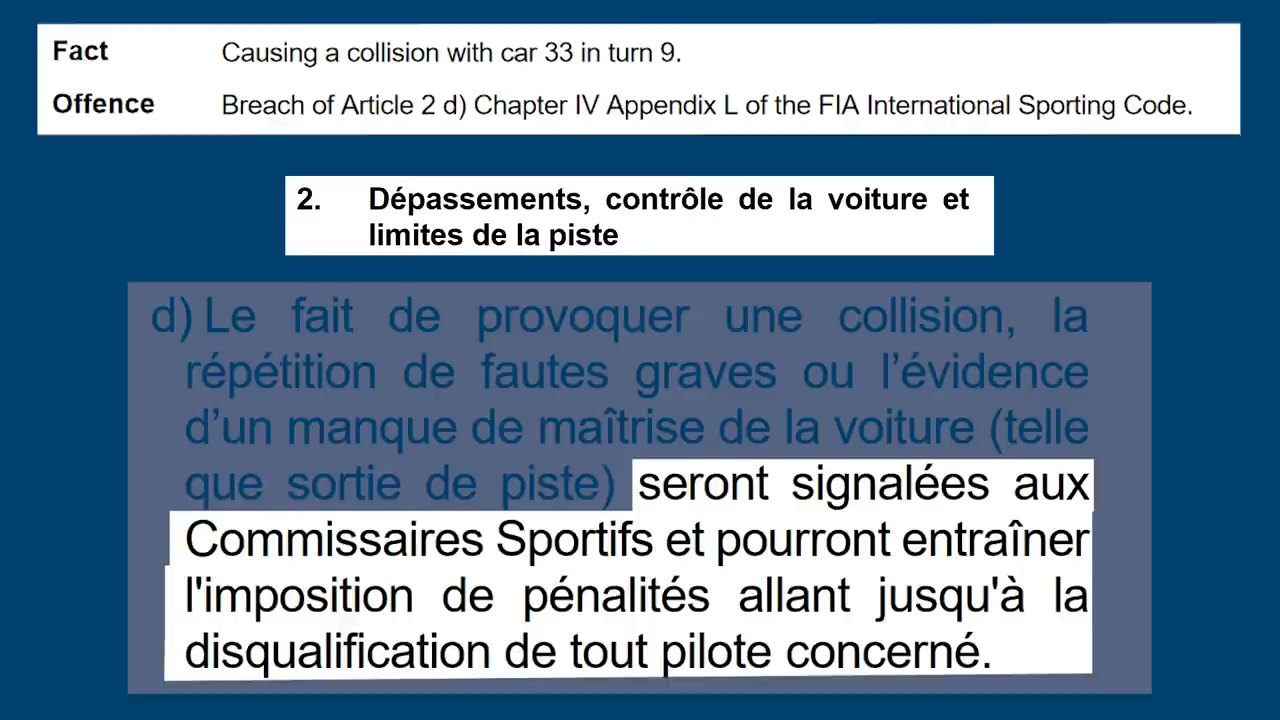 Fact Causing a collision with car 33 in turn 9.
Offence Breach of Article 2 d) Chapter IV Appendix L of the FIA International Sporting Code.
2. Dépassements, contrôle de la voiture et
limites de la piste
d) Le fait de provoquer une collision, la
répétition de fautes graves ou l’évidence
d’un manque de maîtrise de la voiture (telle
que sortie de piste) seront signalées aux
Commissaires Sportifs et pourront entraîner
l'imposition de pénalités allant jusqu'à la
disqualification de tout pilote concerné.